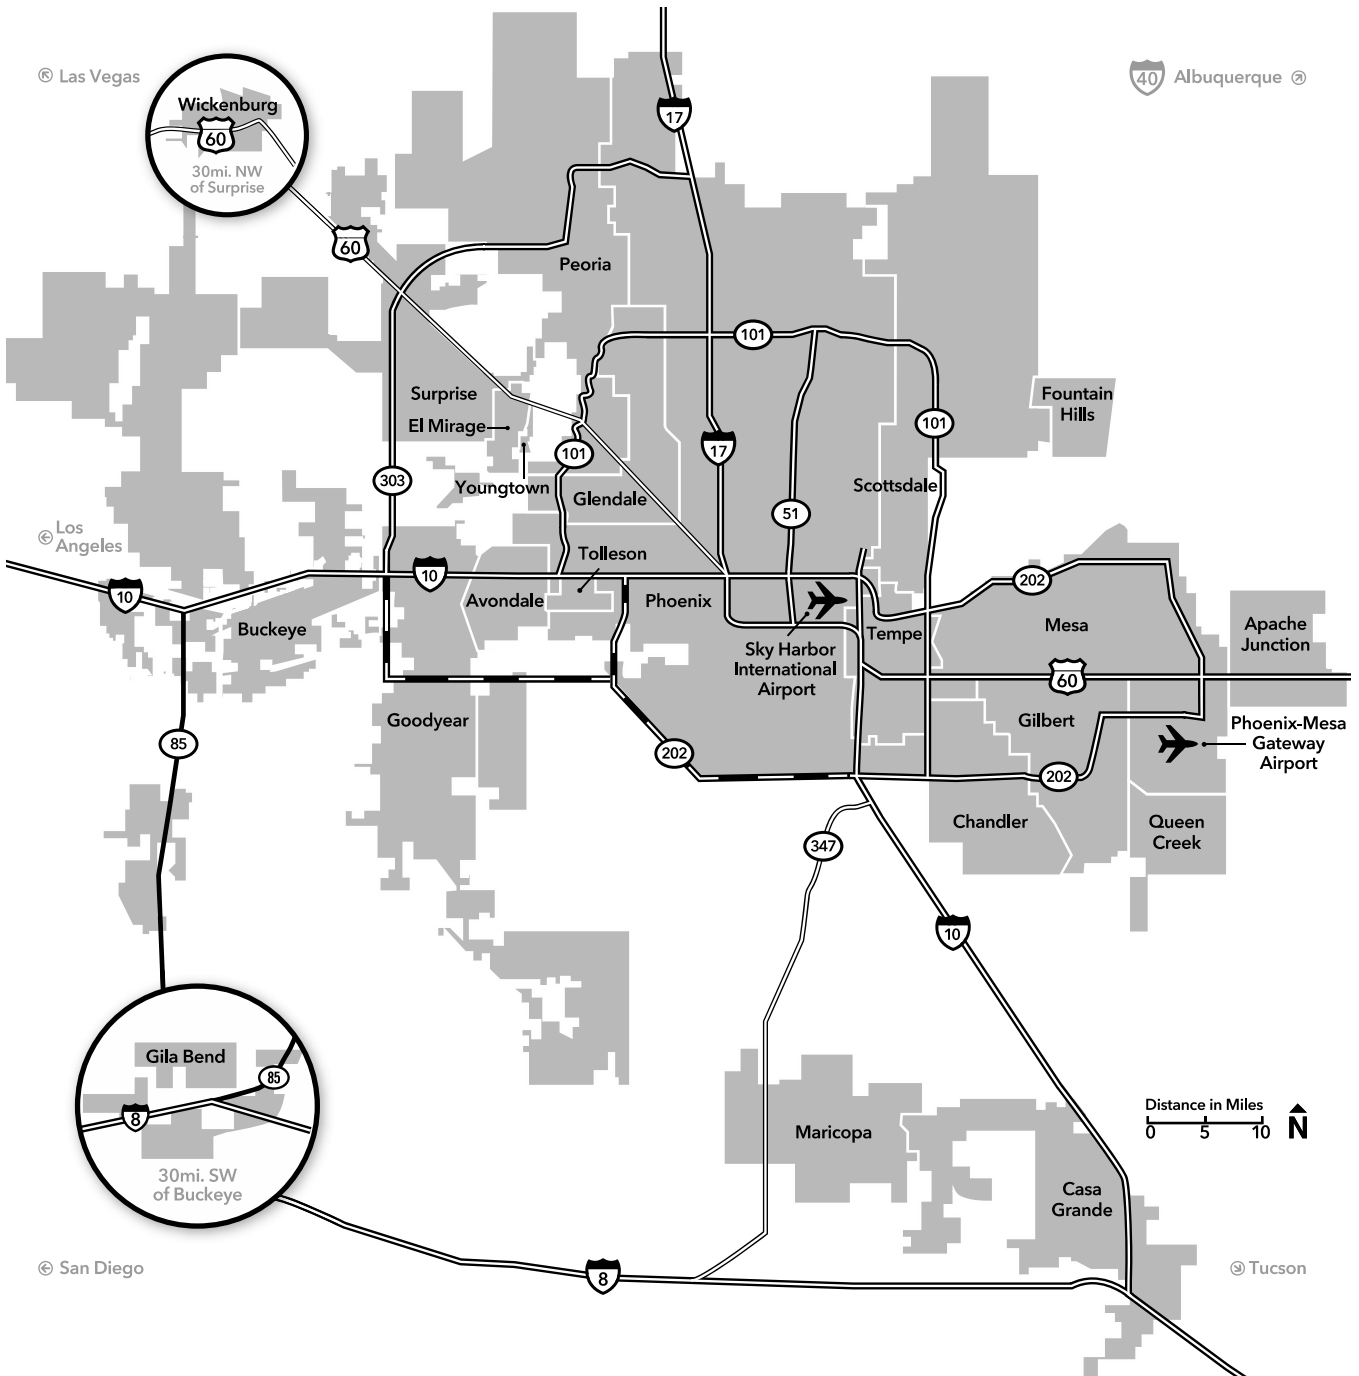 Las Vegas
40
Albuquerque
Wickenburg
60
30mi. NW
of Surprise
17
60
Peoria
101
Surprise
El Mirage
Fountain
Hills
101
17
101
303
Youngtown
Glendale
Scottsdale
51
Los
Angeles
Tolleson
10
10
202
Avondale
Phoenix
Buckeye
Tempe
Mesa
Apache
Junction
Sky Harbor
International
Airport
60
Goodyear
Gilbert
Phoenix-Mesa
Gateway
Airport
85
202
202
Chandler
Queen
Creek
347
10
Gila Bend
85
8
30mi. SW
of Buckeye
Distance in Miles
0 5 10
N
Maricopa
Casa
Grande
San Diego
8
Tucson